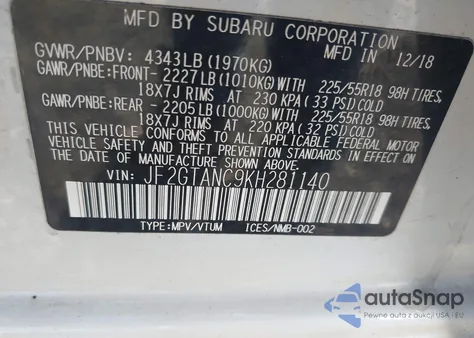 MFD BY SUBARU CORPORATION
GVWR/PNBV: 4343LB (1970KG) 12/18
GAWR/PNBE:FRONT- 2227LB(1010KG)WITH 225/55R18 98H TIRES,
18X7J RIMS AT 230 KPA (33 PSI)COLD
GAWR/PNBE:REAR - 2205LB(1000KG)WITH 225/55R18 98H TIRES,
18X7J RIMS AT 220 KPA (32 PSI)COLD
THIS VEHICLE CONFORMS TO ALL APPLICABLE FEDERAL MOTOR
VEHICLE SAFETY AND BUMPER STANDARDS IN EFFECT ON THE
DATE OF MANUFACTURE SHOWN ABOVE.
VIN: JF2GTANC9KH281140
TYPE:MPV/VTUM ICES/NMB-002
autoSnap
Pewne auta z aukcji USA i EU